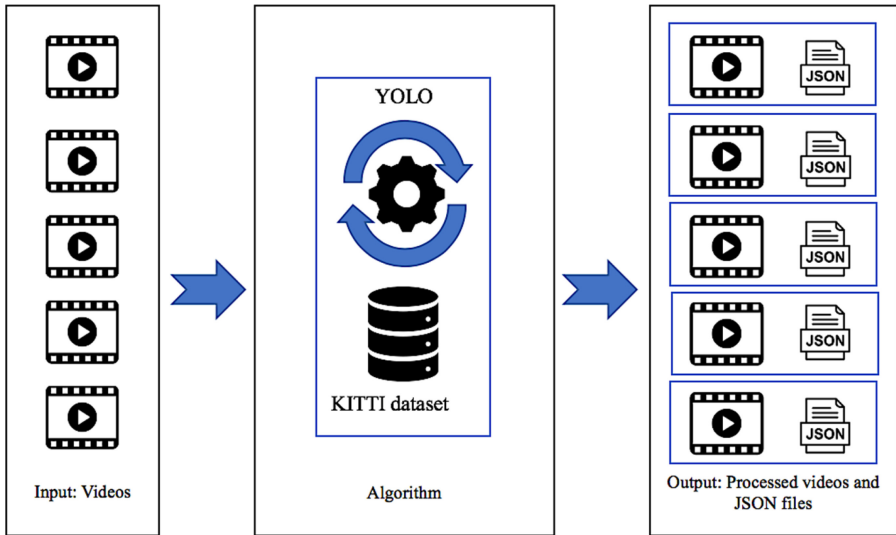 YOLO
KITTI dataset
JSON
JSON
JSON
JSON
JSON
Input: Videos
Algorithm
Output: Processed videos and
JSON files